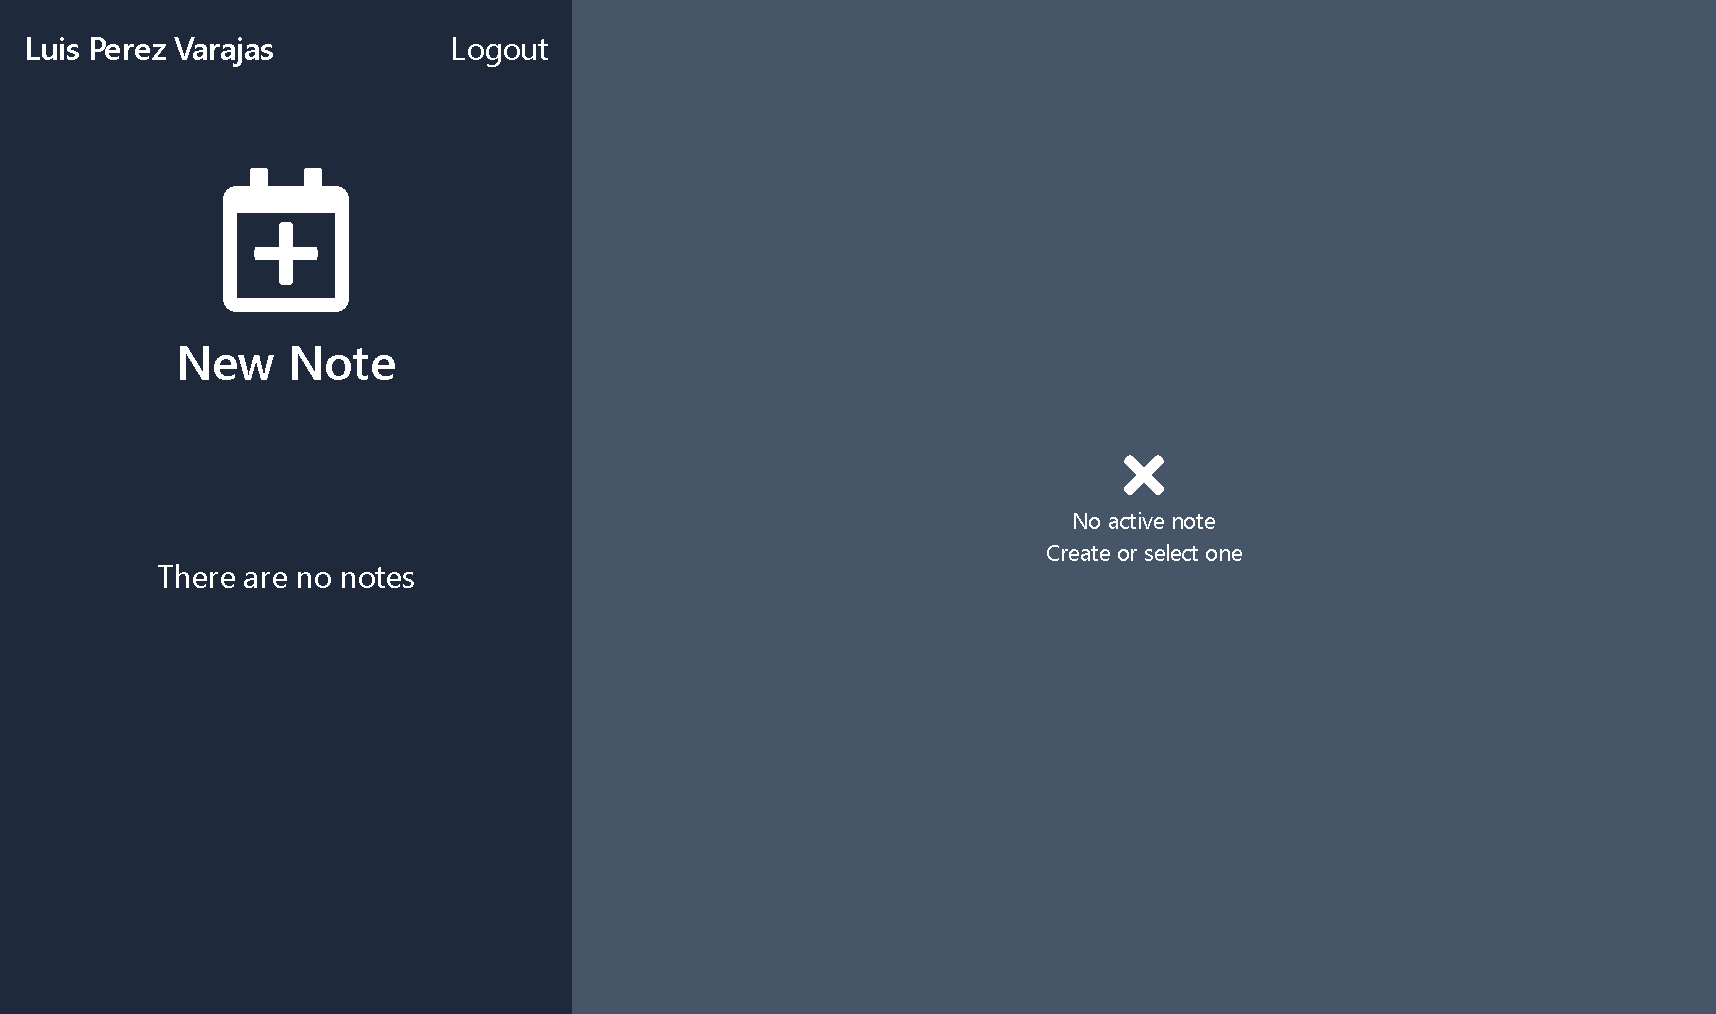 Luis Perez Varajas
Logout
New Note
There are no notes
No active note
Create or select one